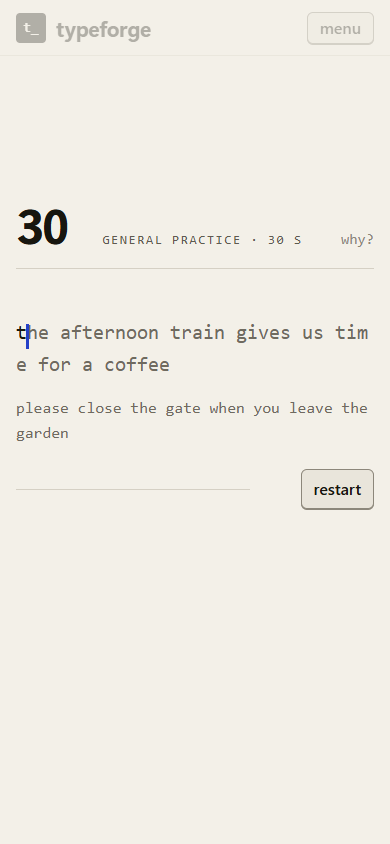 t_ typeforge menu
30 GENERAL PRACTICE · 30 S why?
the afternoon train gives us tim
e for a coffee
please close the gate when you leave the
garden
restart